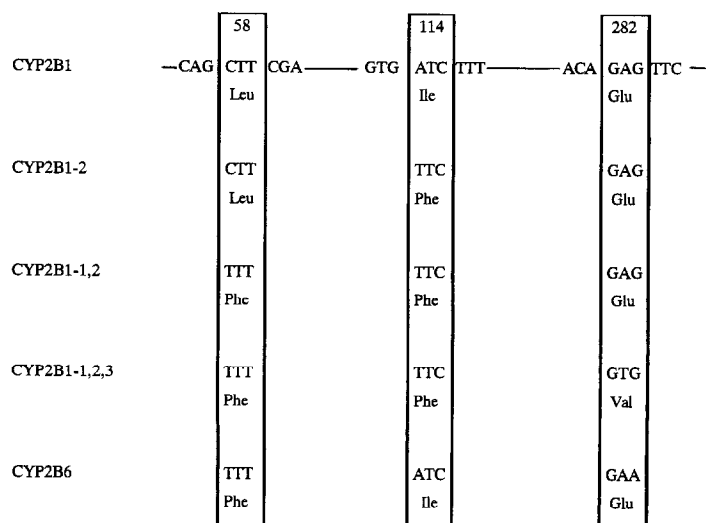 58 114 282
CYP2B1 —CAG CTT CGA —— GTG ATC TTT —— ACA GAG TTC —
Leu Ile Glu
CYP2B1-2 CTT TTC GAG
Leu Phe Glu
CYP2B1-1,2 TTT TTC GAG
Phe Phe Glu
CYP2B1-1,2,3 TTT TTC GTG
Phe Phe Val
CYP2B6 TTT ATC GAA
Phe Ile Glu